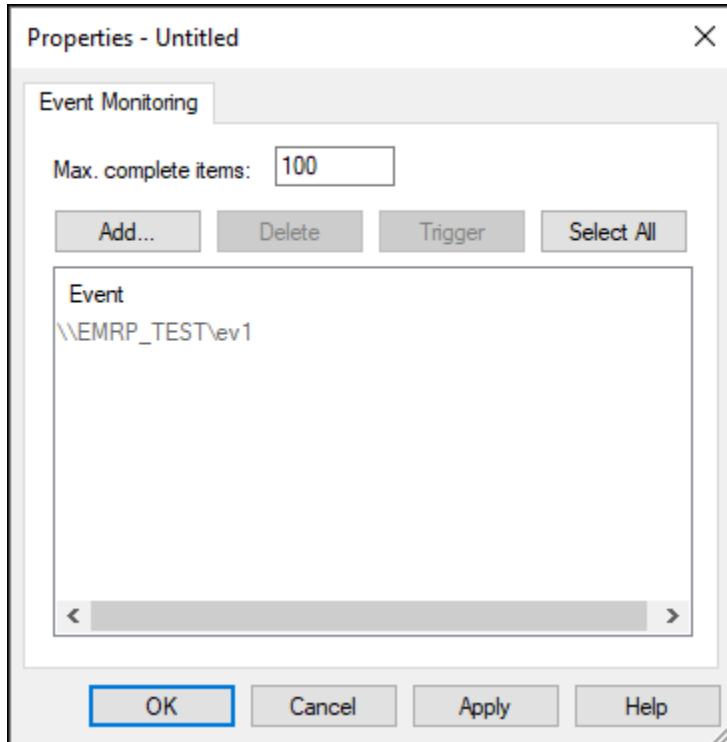 Properties - Untitled
Event Monitoring
Max. complete items: 100
Add... Delete Trigger Select All
Event
\\EMRP_TEST\ev1
OK Cancel Apply Help